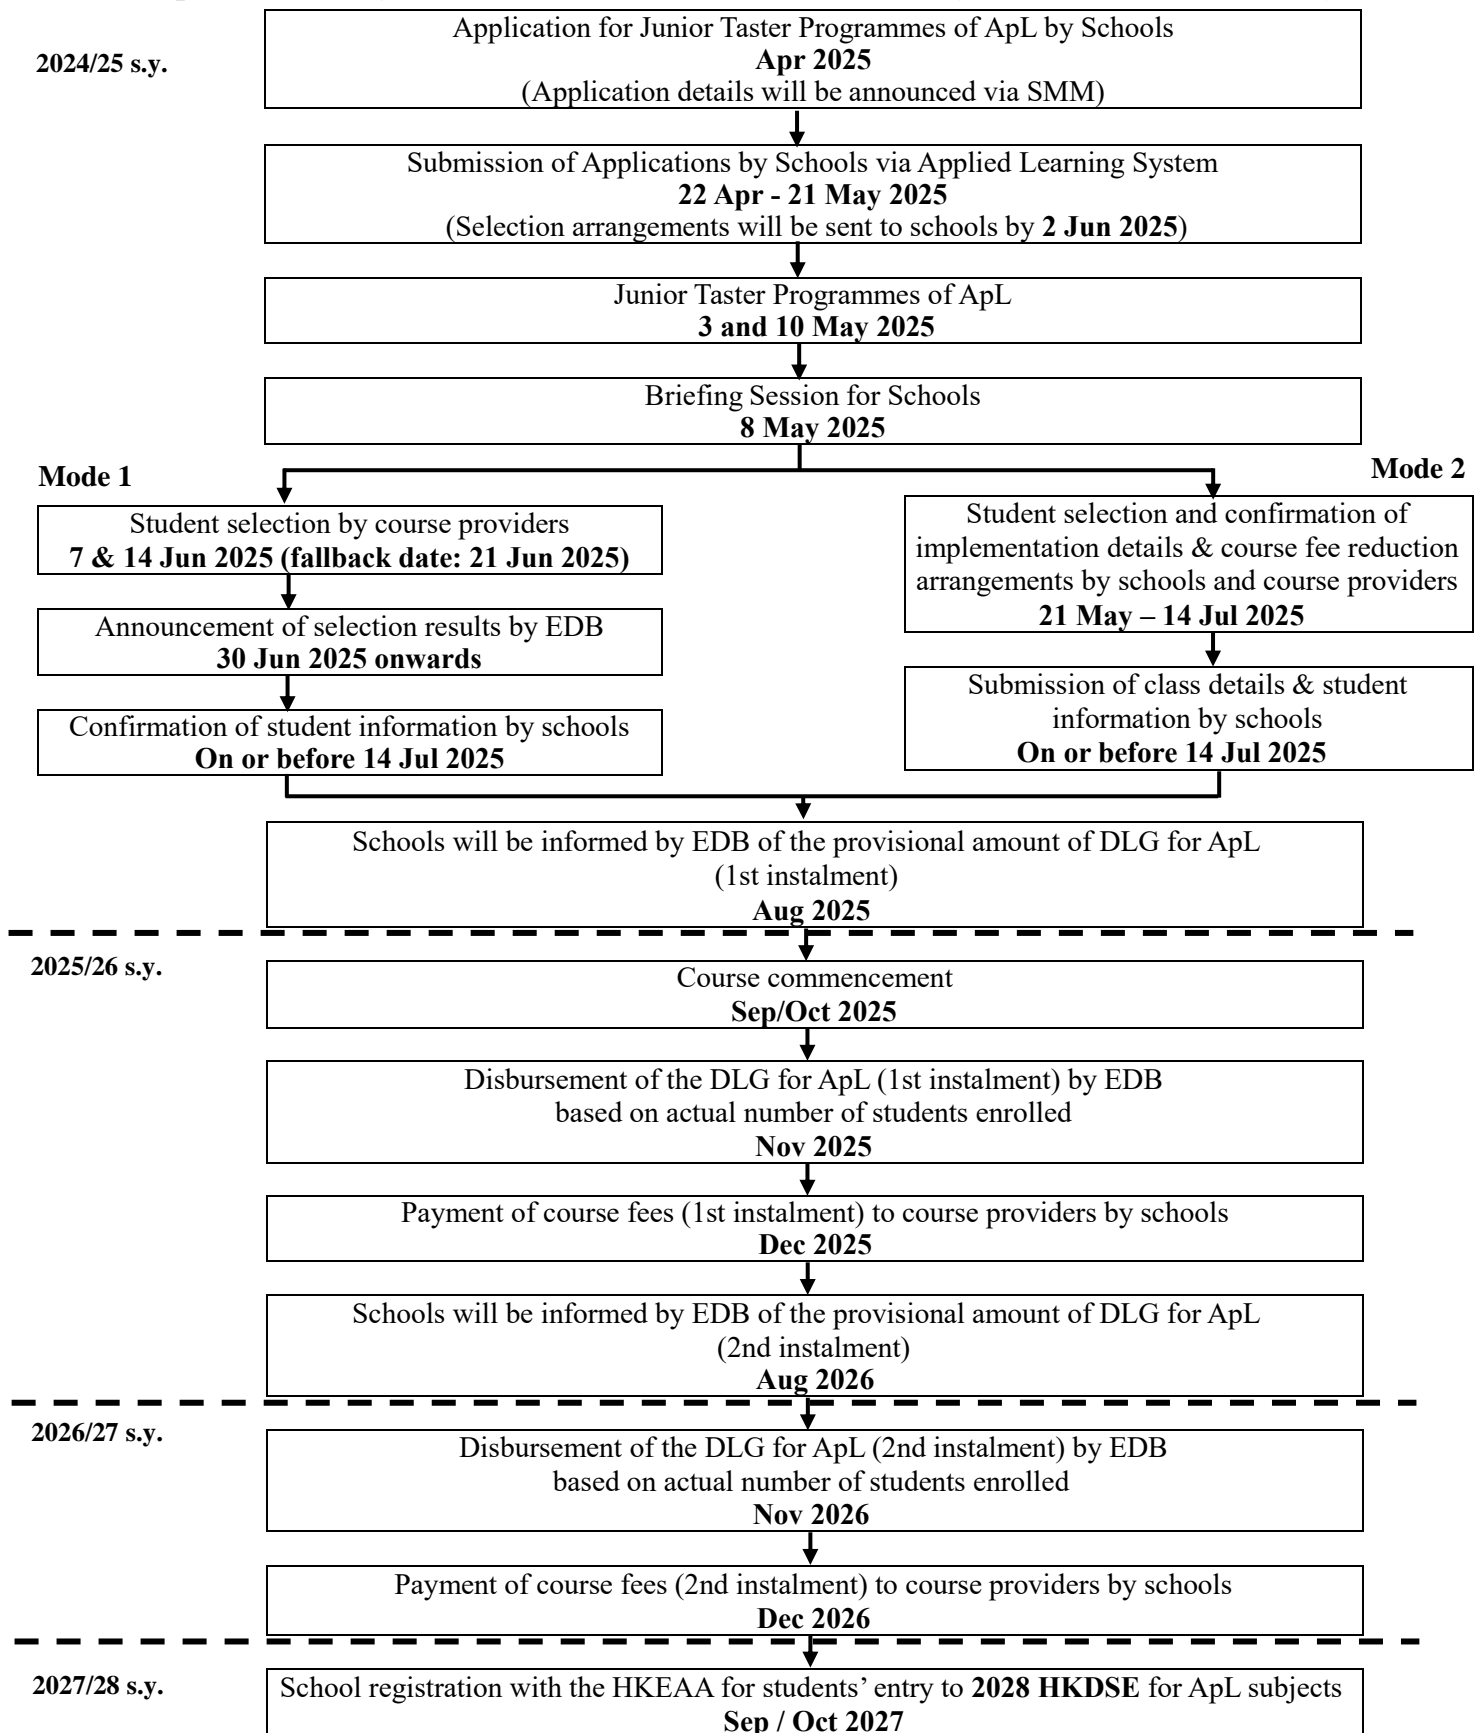 2024/25 s.y.
Application for Junior Taster Programmes of ApL by Schools
Apr 2025
(Application details will be announced via SMM)
Submission of Applications by Schools via Applied Learning System
22 Apr - 21 May 2025
(Selection arrangements will be sent to schools by 2 Jun 2025)
Junior Taster Programmes of ApL
3 and 10 May 2025
Briefing Session for Schools
8 May 2025
Mode 1
Student selection by course providers
7 & 14 Jun 2025 (fallback date: 21 Jun 2025)
Announcement of selection results by EDB
30 Jun 2025 onwards
Confirmation of student information by schools
On or before 14 Jul 2025
Mode 2
Student selection and confirmation of
implementation details & course fee reduction
arrangements by schools and course providers
21 May – 14 Jul 2025
Submission of class details & student
information by schools
On or before 14 Jul 2025
Schools will be informed by EDB of the provisional amount of DLG for ApL
(1st instalment)
Aug 2025
2025/26 s.y.
Course commencement
Sep/Oct 2025
Disbursement of the DLG for ApL (1st instalment) by EDB
based on actual number of students enrolled
Nov 2025
Payment of course fees (1st instalment) to course providers by schools
Dec 2025
Schools will be informed by EDB of the provisional amount of DLG for ApL
(2nd instalment)
Aug 2026
2026/27 s.y.
Disbursement of the DLG for ApL (2nd instalment) by EDB
based on actual number of students enrolled
Nov 2026
Payment of course fees (2nd instalment) to course providers by schools
Dec 2026
2027/28 s.y.
School registration with the HKEAA for students’ entry to 2028 HKDSE for ApL subjects
Sep / Oct 2027